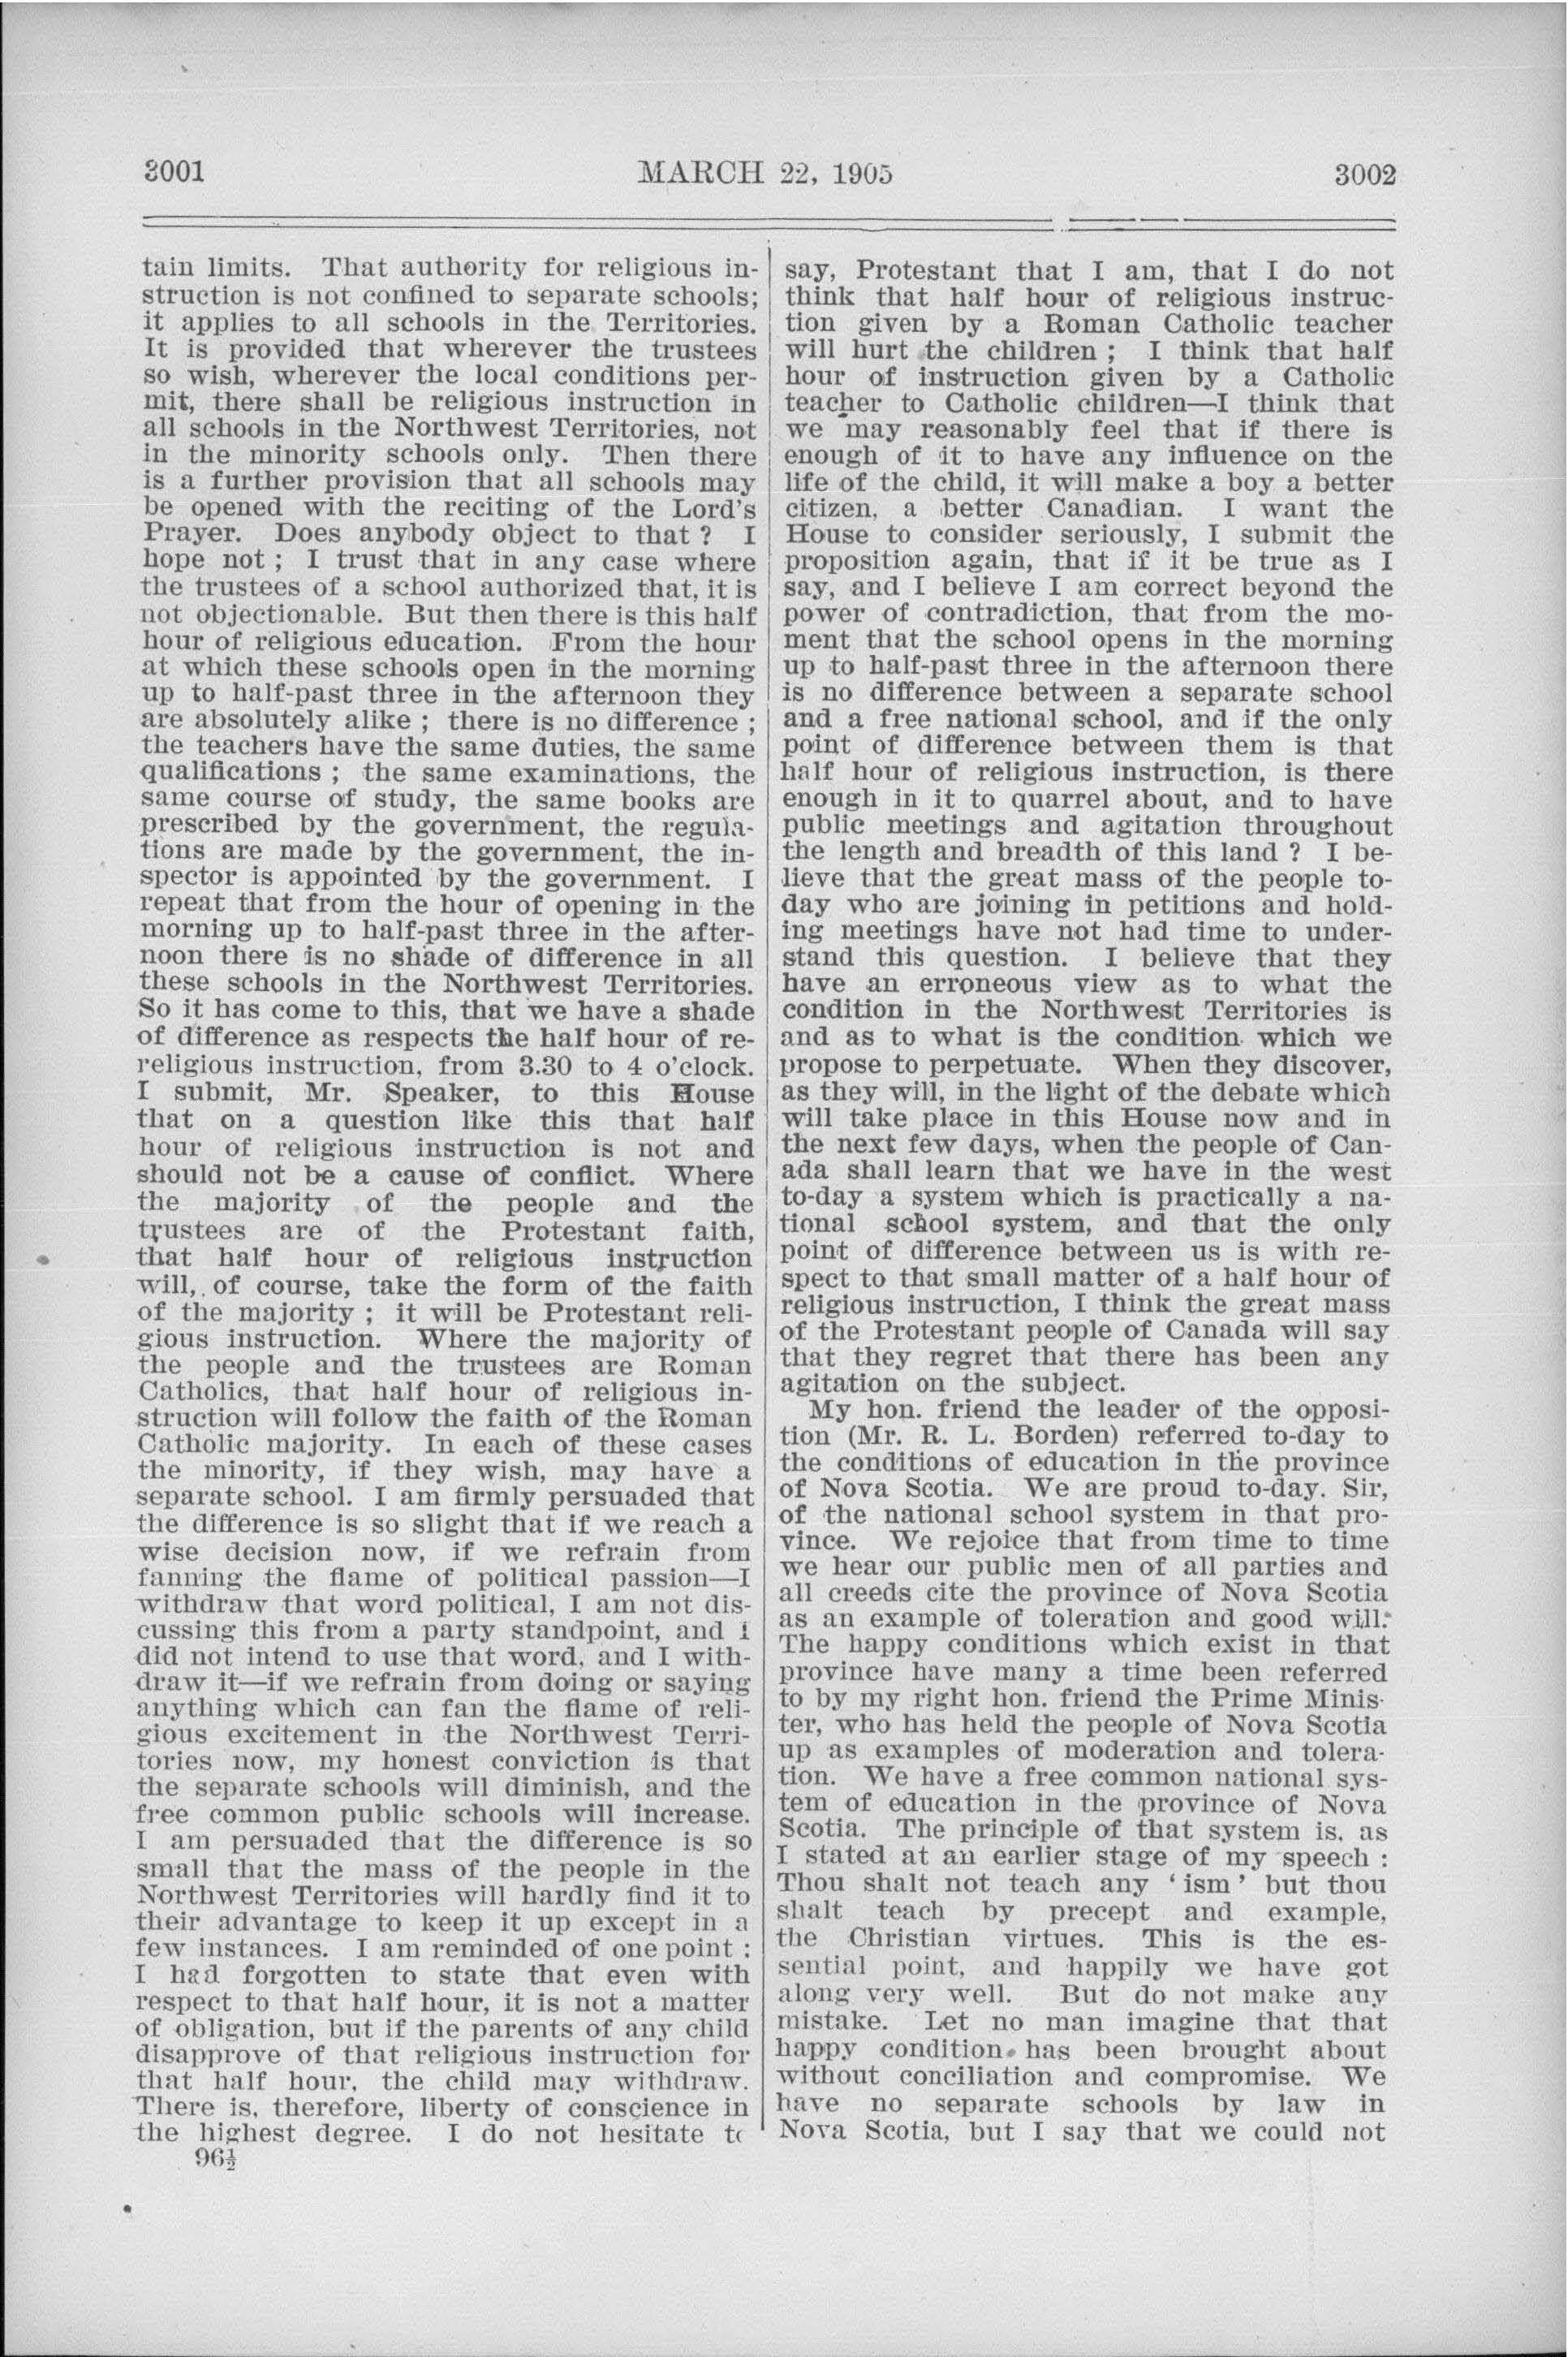 3001
MARCH 22, 1905
3002
tain limits. That authority for religious in-
struction is not confined to separate schools;
it applies to all schools in the Territories.
It is provided that wherever the trustees
so wish, wherever the local conditions per-
mit, there shall be religious instruction in
all schools in the Northwest Territories, not
in the minority schools only. Then there
is a further provision that all schools may
be opened with the reciting of the Lord's
Prayer. Does anybody object to that ? I
hope not ; I trust that in any case where
the trustees of a school authorized that, it is
not objectionable. But then there is this half
hour of religious education. From the hour
at which these schools open in the morning
up to half-past three in the afternoon they
are absolutely alike ; there is no difference ;
the teachers have the same duties, the same
qualifications ; the same examinations, the
same course of study, the same books are
prescribed by the government, the regula-
tions are made by the government, the in-
spector is appointed by the government. I
repeat that from the hour of opening in the
morning up to half-past three in the after-
noon there is no shade of difference in all
these schools in the Northwest Territories.
So it has come to this, that we have a shade
of difference as respects the half hour of re-
religious instruction, from 3.30 to 4 o'clock.
I submit, Mr. Speaker, to this House
that on a question like this that half
hour of religious instruction is not and
should not be a cause of conflict. Where
the majority of the people and the
trustees are of the Protestant faith,
that half hour of religious instruction
will, of course, take the form of the faith
of the majority ; it will be Protestant reli-
gious instruction. Where the majority of
the people and the trustees are Roman
Catholics, that half hour of religious in-
struction will follow the faith of the Roman
Catholic majority. In each of these cases
the minority, if they wish, may have a
separate school. I am firmly persuaded that
the difference is so slight that if we reach a
wise decision now, if we refrain from
fanning the flame of political passion—I
withdraw that word political, I am not dis-
cussing this from a party standpoint, and I
did not intend to use that word, and I with-
draw it—if we refrain from doing or saying
anything which can fan the flame of reli-
gious excitement in the Northwest Terri-
tories now, my honest conviction is that
the separate schools will diminish, and the
free common public schools will increase.
I am persuaded that the difference is so
small that the mass of the people in the
Northwest Territories will hardly find it to
their advantage to keep it up except in a
few instances. I am reminded of one point :
I had forgotten to state that even with
respect to that half hour, it is not a matter
of obligation, but if the parents of any child
disapprove of that religious instruction for
that half hour, the child may withdraw.
There is, therefore, liberty of conscience in
the highest degree. I do not hesitate to
96½
say, Protestant that I am, that I do not
think that half hour of religious instruc-
tion given by a Roman Catholic teacher
will hurt the children ; I think that half
hour of instruction given by a Catholic
teacher to Catholic children—I think that
we may reasonably feel that if there is
enough of it to have any influence on the
life of the child, it will make a boy a better
citizen, a better Canadian. I want the
House to consider seriously, I submit the
proposition again, that if it be true as I
say, and I believe I am correct beyond the
power of contradiction, that from the mo-
ment that the school opens in the morning
up to half-past three in the afternoon there
is no difference between a separate school
and a free national school, and if the only
point of difference between them is that
half hour of religious instruction, is there
enough in it to quarrel about, and to have
public meetings and agitation throughout
the length and breadth of this land ? I be-
lieve that the great mass of the people to-
day who are joining in petitions and hold-
ing meetings have not had time to under-
stand this question. I believe that they
have an erroneous view as to what the
condition in the Northwest Territories is
and as to what is the condition which we
propose to perpetuate. When they discover,
as they will, in the light of the debate which
will take place in this House now and in
the next few days, when the people of Can-
ada shall learn that we have in the west
to-day a system which is practically a na-
tional school system, and that the only
point of difference between us is with re-
spect to that small matter of a half hour of
religious instruction, I think the great mass
of the Protestant people of Canada will say
that they regret that there has been any
agitation on the subject.
My hon. friend the leader of the opposi-
tion (Mr. R. L. Borden) referred to-day to
the conditions of education in the province
of Nova Scotia. We are proud to-day. Sir,
of the national school system in that pro-
vince. We rejoice that from time to time
we hear our public men of all parties and
all creeds cite the province of Nova Scotia
as an example of toleration and good will.
The happy conditions which exist in that
province have many a time been referred
to by my right hon. friend the Prime Minis-
ter, who has held the people of Nova Scotia
up as examples of moderation and tolera-
tion. We have a free common national sys-
tem of education in the province of Nova
Scotia. The principle of that system is, as
I stated at an earlier stage of my speech :
Thou shalt not teach any ' ism ' but thou
shalt teach by precept and example,
the Christian virtues. This is the es-
sential point, and happily we have got
along very well. But do not make any
mistake. Let no man imagine that that
happy condition has been brought about
without conciliation and compromise. We
have no separate schools by law in
Nova Scotia, but I say that we could not